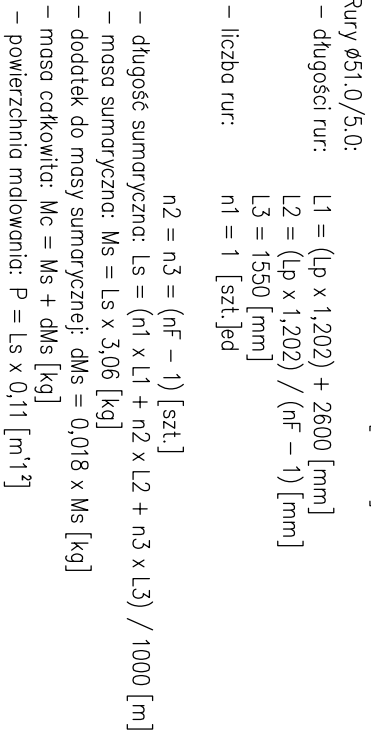 Rury ø51.0/5.0:
– długości rur: L1 = (Lp x 1,202) + 2600 [mm]
L2 = (Lp x 1,202) / (nF – 1) [mm]
L3 = 1550 [mm]
– liczba rur: n1 = 1 [szt.]ed
n2 = n3 = (nF – 1) [szt.]
– długość sumaryczna: Ls = (n1 x L1 + n2 x L2 + n3 x L3) / 1000 [m]
– masa sumaryczna: Ms = Ls x 3,06 [kg]
– dodatek do masy sumarycznej: dMs = 0,018 x Ms [kg]
– masa całkowita: Mc = Ms + dMs [kg]
– powierzchnia malowania: P = Ls x 0,11 [m'1²]